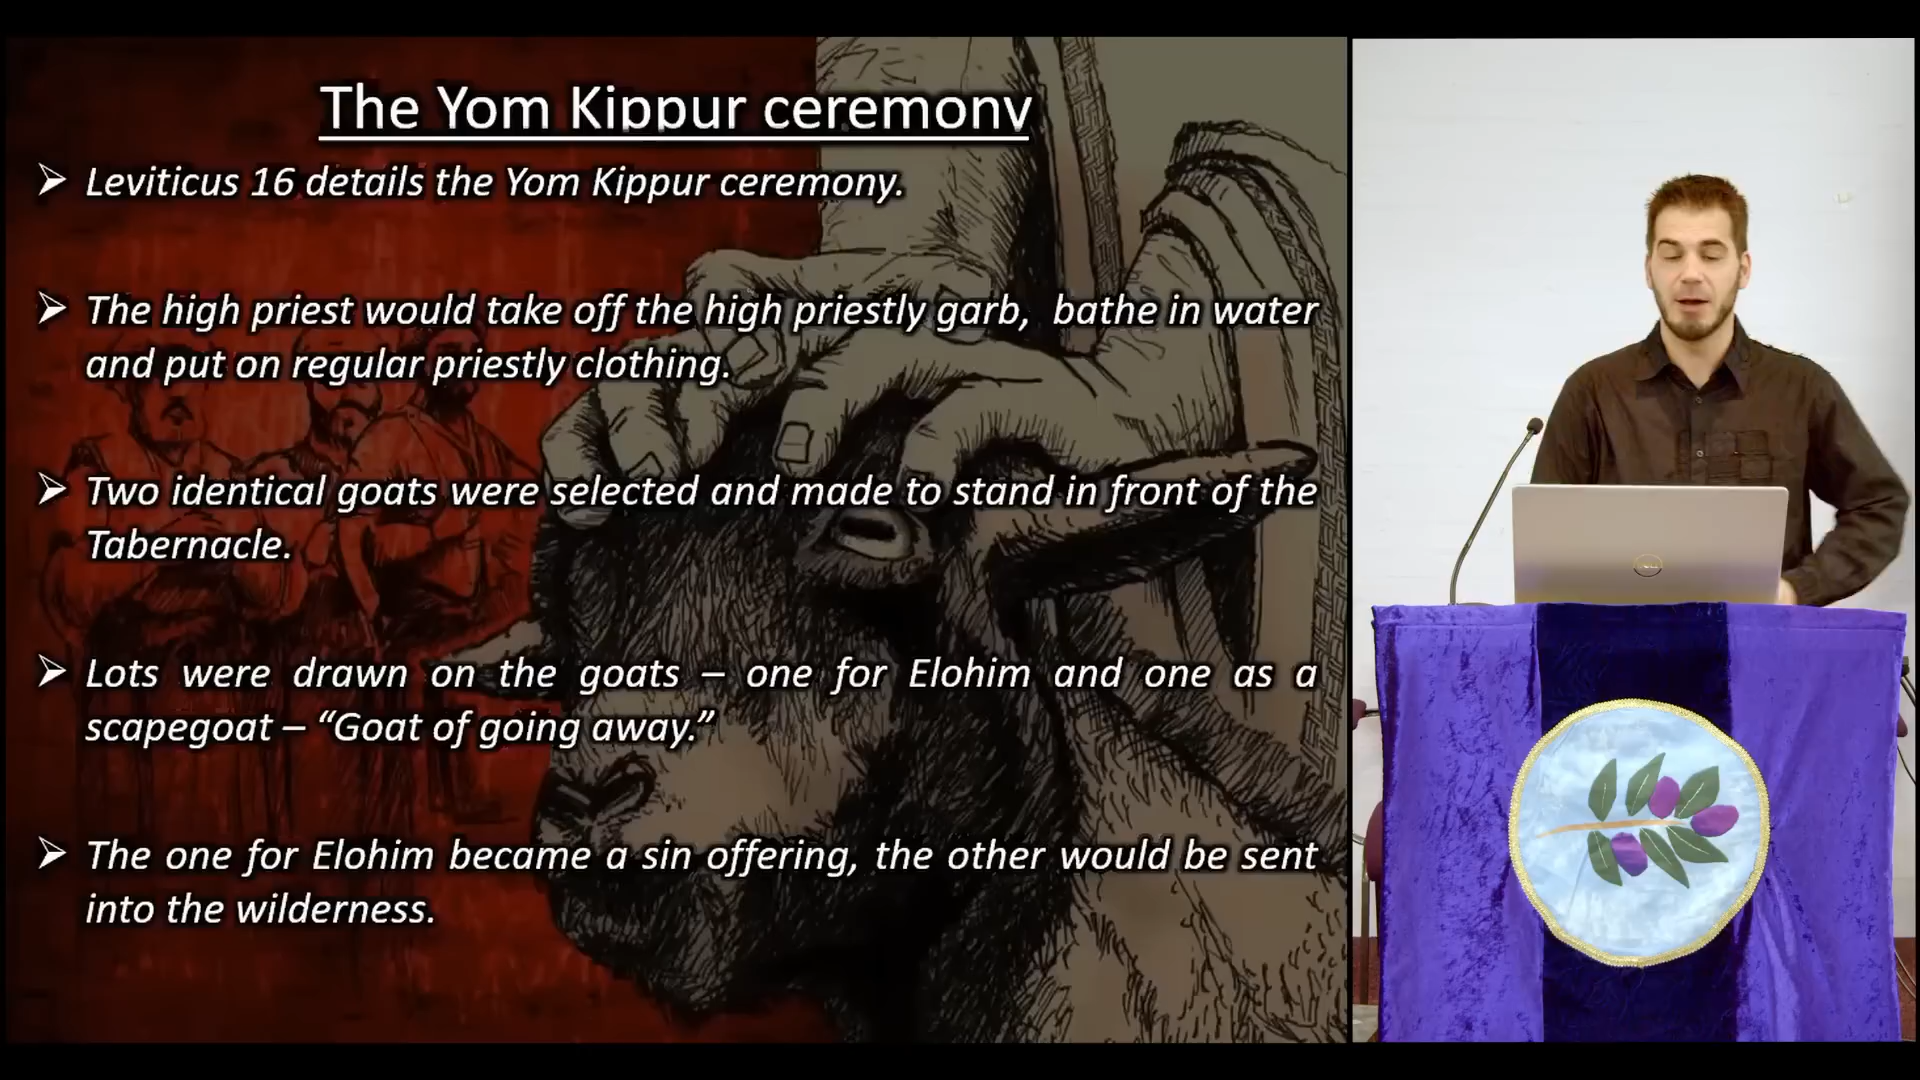 The Yom Kippur ceremony
Leviticus 16 details the Yom Kippur ceremony.
The high priest would take off the high priestly garb, bathe in water
and put on regular priestly clothing.
Two identical goats were selected and made to stand in front of the
Tabernacle.
Lots were drawn on the goats – one for Elohim and one as a
scapegoat – “Goat of going away.”
The one for Elohim became a sin offering, the other would be sent
into the wilderness.
DELL